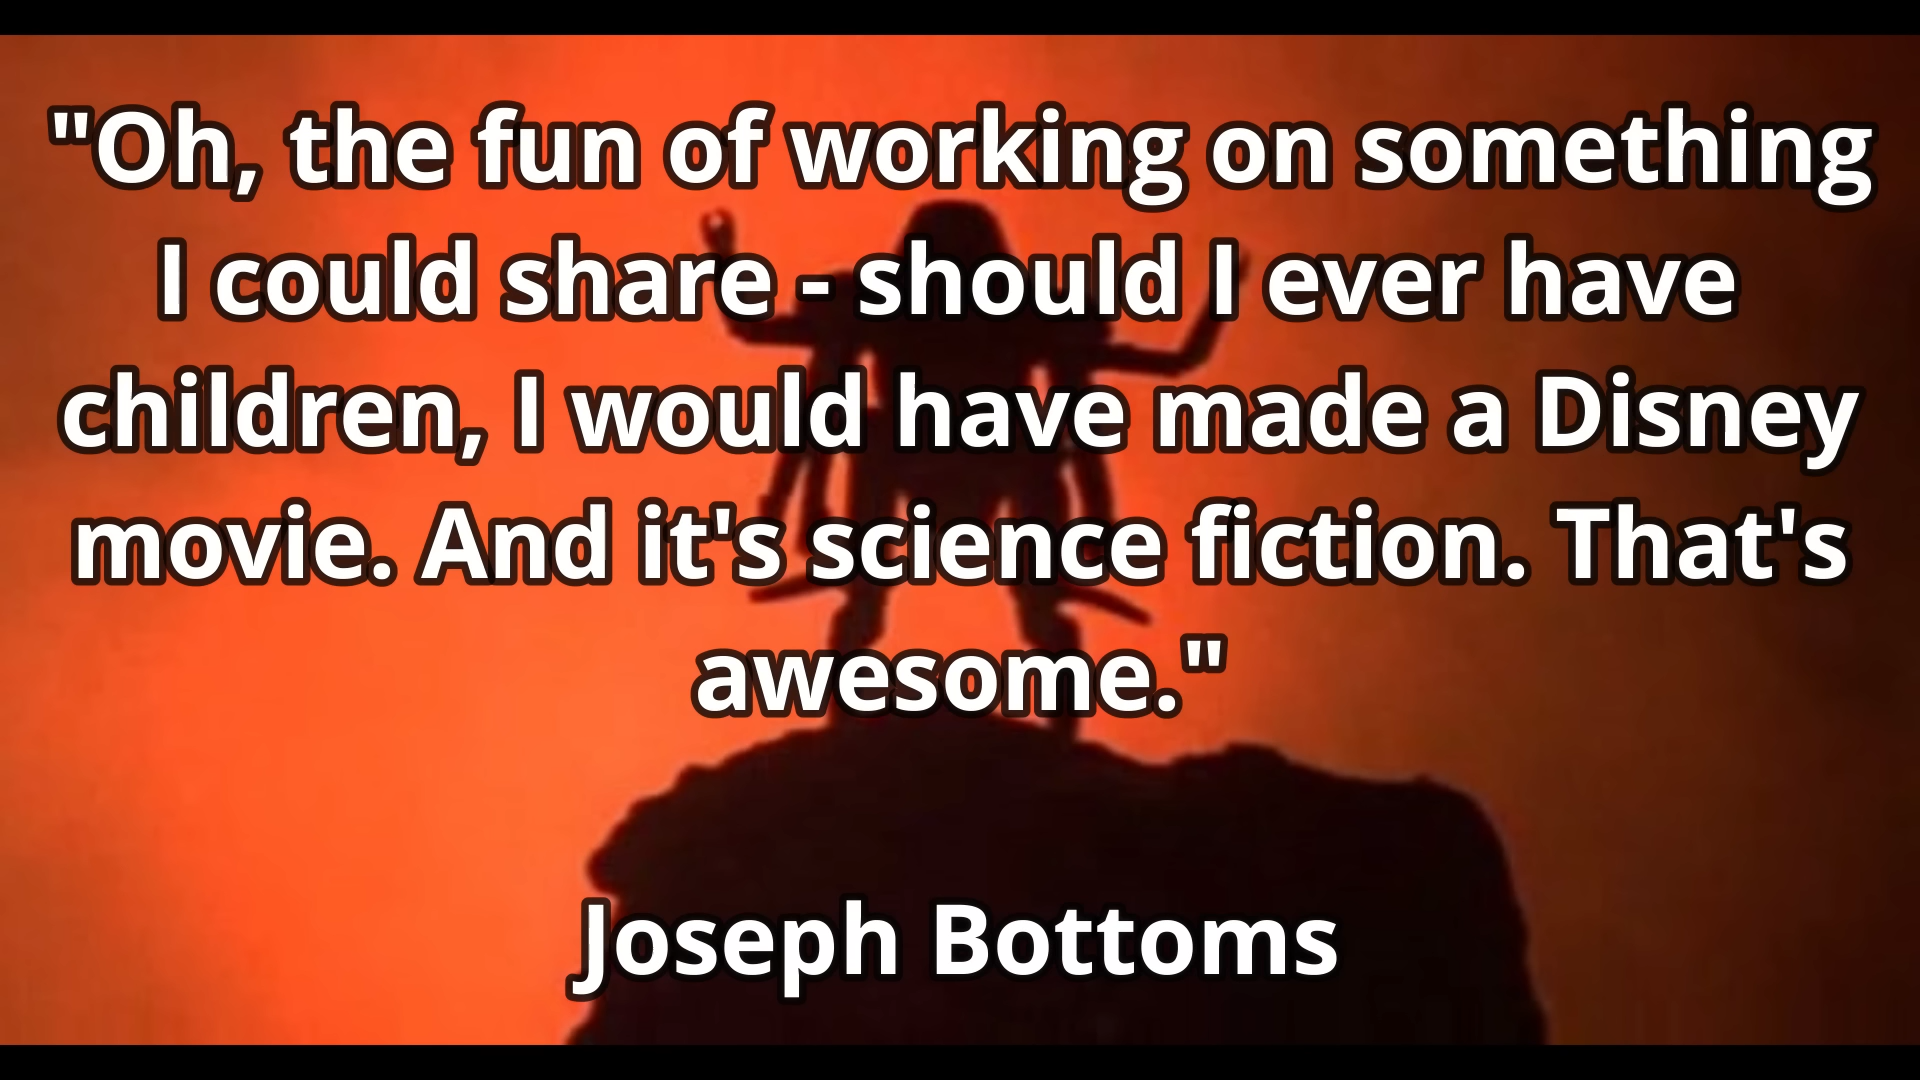 "Oh, the fun of working on something
I could share - should I ever have
children, I would have made a Disney
movie. And it's science fiction. That's
awesome."
Joseph Bottoms